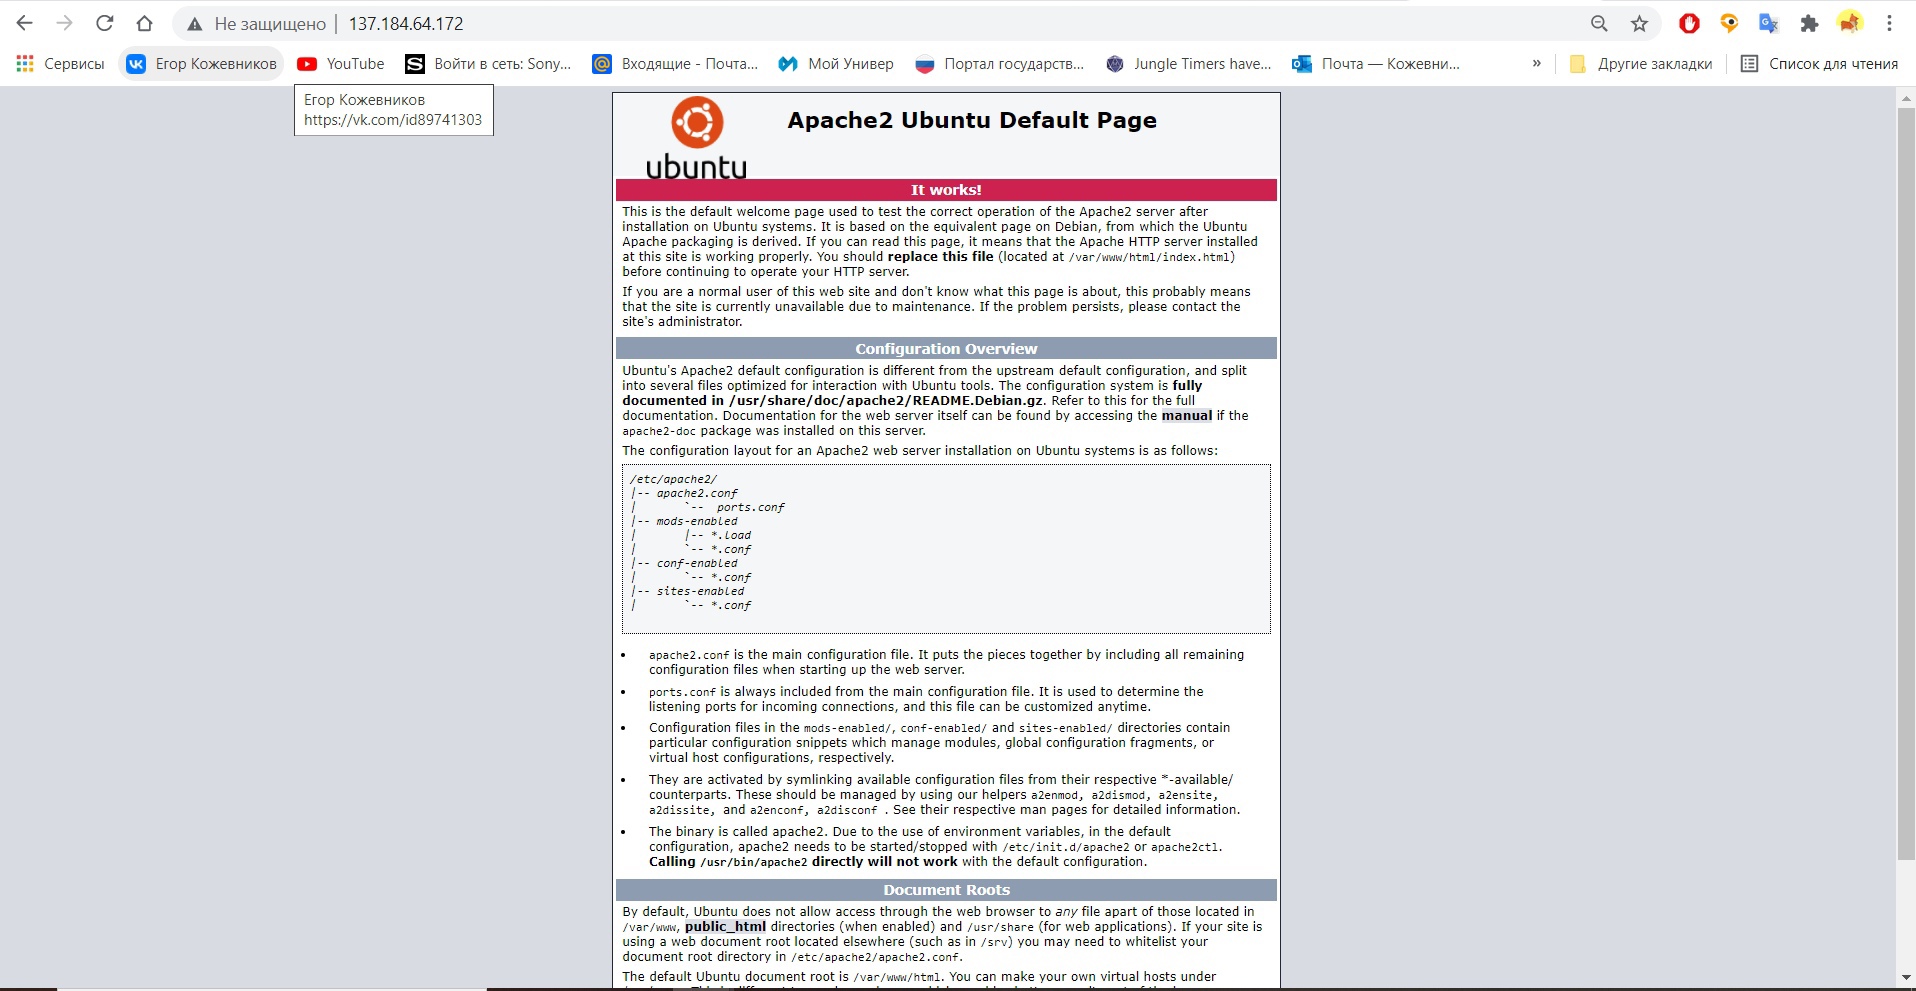 Не защищено | 137.184.64.172
Сервисы Егор Кожевников YouTube Войти в сеть: Sony... Входящие - Почта... Мой Универ Портал государств... Jungle Timers have... Почта — Кожевни... » Другие закладки Список для чтения
Егор Кожевников
https://vk.com/id89741303
ubuntu
Apache2 Ubuntu Default Page
It works!
This is the default welcome page used to test the correct operation of the Apache2 server after
installation on Ubuntu systems. It is based on the equivalent page on Debian, from which the Ubuntu
Apache packaging is derived. If you can read this page, it means that the Apache HTTP server installed
at this site is working properly. You should replace this file (located at /var/www/html/index.html)
before continuing to operate your HTTP server.
If you are a normal user of this web site and don't know what this page is about, this probably means
that the site is currently unavailable due to maintenance. If the problem persists, please contact the
site's administrator.
Configuration Overview
Ubuntu's Apache2 default configuration is different from the upstream default configuration, and split
into several files optimized for interaction with Ubuntu tools. The configuration system is fully
documented in /usr/share/doc/apache2/README.Debian.gz. Refer to this for the full
documentation. Documentation for the web server itself can be found by accessing the manual if the
apache2-doc package was installed on this server.
The configuration layout for an Apache2 web server installation on Ubuntu systems is as follows:
/etc/apache2/
|-- apache2.conf
|       `--  ports.conf
|-- mods-enabled
|       |-- *.load
|       `-- *.conf
|-- conf-enabled
|       `-- *.conf
|-- sites-enabled
|       `-- *.conf
• apache2.conf is the main configuration file. It puts the pieces together by including all remaining
configuration files when starting up the web server.
• ports.conf is always included from the main configuration file. It is used to determine the
listening ports for incoming connections, and this file can be customized anytime.
• Configuration files in the mods-enabled/, conf-enabled/ and sites-enabled/ directories contain
particular configuration snippets which manage modules, global configuration fragments, or
virtual host configurations, respectively.
• They are activated by symlinking available configuration files from their respective *-available/
counterparts. These should be managed by using our helpers a2enmod, a2dismod, a2ensite,
a2dissite, and a2enconf, a2disconf . See their respective man pages for detailed information.
• The binary is called apache2. Due to the use of environment variables, in the default
configuration, apache2 needs to be started/stopped with /etc/init.d/apache2 or apache2ctl.
Calling /usr/bin/apache2 directly will not work with the default configuration.
Document Roots
By default, Ubuntu does not allow access through the web browser to any file apart of those located in
/var/www, public_html directories (when enabled) and /usr/share (for web applications). If your site is
using a web document root located elsewhere (such as in /srv) you may need to whitelist your
document root directory in /etc/apache2/apache2.conf.
The default Ubuntu document root is /var/www/html. You can make your own virtual hosts under